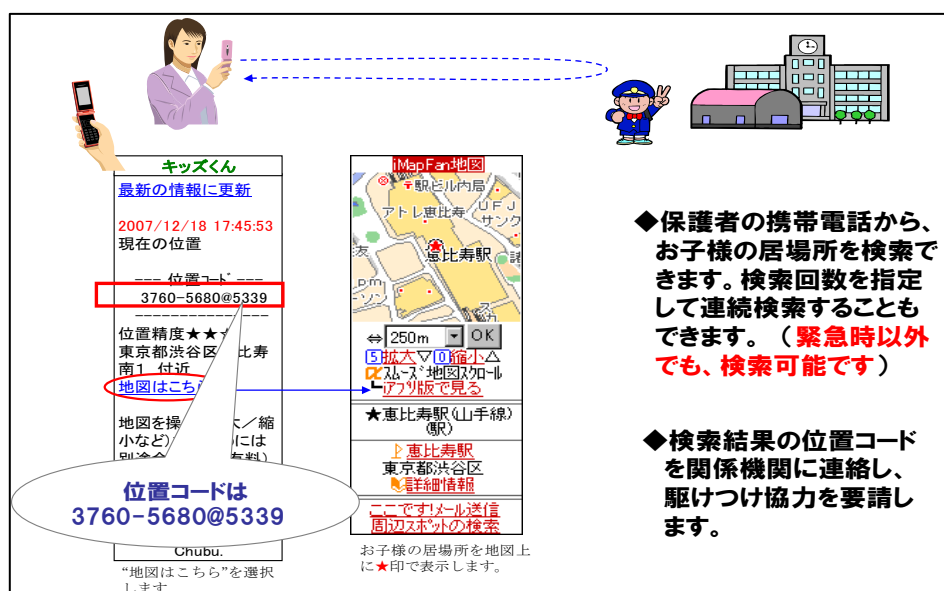 キッズくん
最新の情報に更新
2007/12/18 17:45:53
現在の位置
--- 位置ｺｰﾄﾞ ---
3760-5680@5339
----------------
位置精度★★
東京都渋谷区 比寿
南1 付近
地図はこち
地図を操 大／縮
小など) には
位置コードは
3760-5680@5339
Chubu.
“地図はこちら”を選択
します
iMapFan地図
駅ビル内局
アトレ恵比寿
UFJ
サンク
恵比寿駅
⇔ 250m OK
5拡大▽0縮小△
αｽﾑｰｽﾞ地図ｽｸﾛｰﾙ
┗ｱﾌﾟﾘ版で見る
★恵比寿駅(山手線)
(駅)
恵比寿駅
東京都渋谷区
詳細情報
ここです!ﾒｰﾙ送信
周辺ｽﾎﾟｯﾄの検索
お子様の居場所を地図上
に★印で表示します。
◆保護者の携帯電話から、
お子様の居場所を検索で
きます。検索回数を指定
して連続検索することも
できます。（緊急時以外
でも、検索可能です）
◆検索結果の位置コード
を関係機関に連絡し、
駆けつけ協力を要請し
ます。